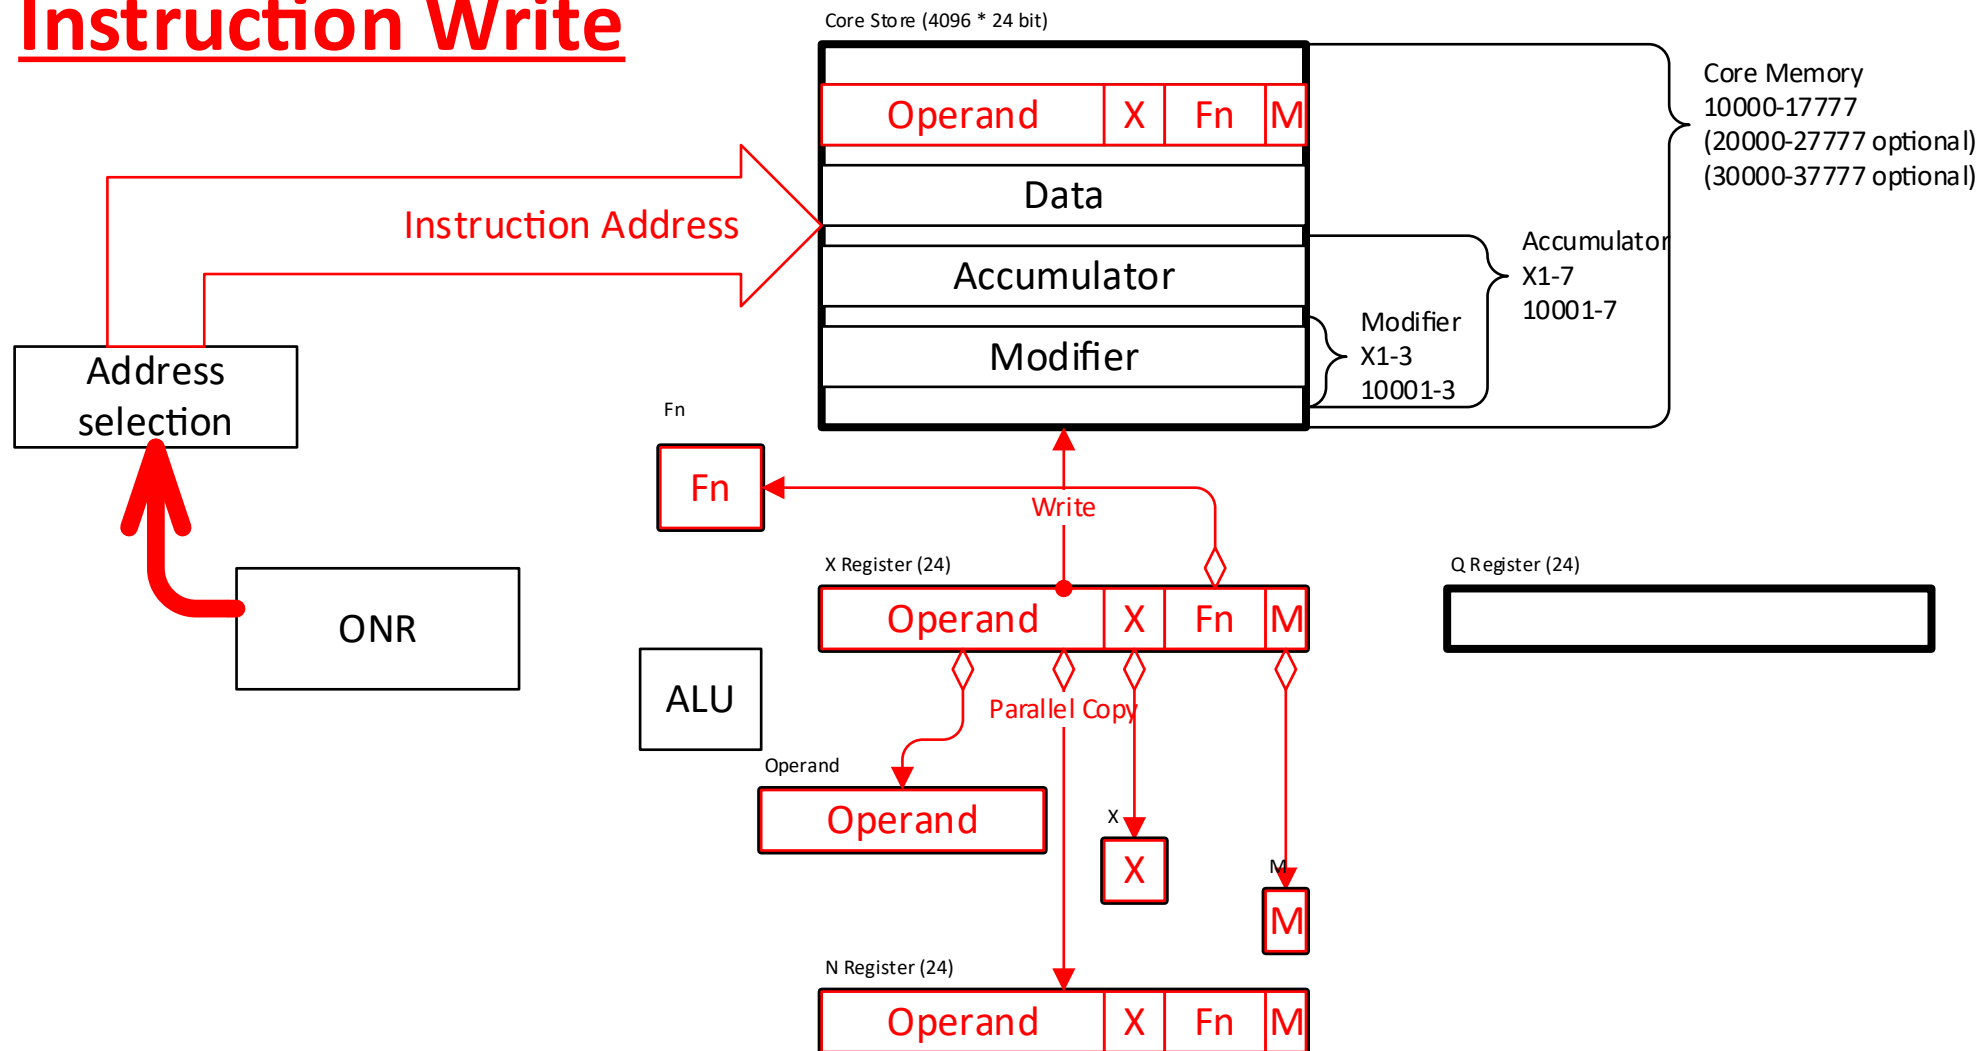 Instruction Write
Core Store (4096 * 24 bit)
Operand X Fn M
Core Memory
10000-17777
(20000-27777 optional)
(30000-37777 optional)
Data
Instruction Address
Accumulator
Accumulator
X1-7
10001-7
Modifier
Modifier
X1-3
10001-3
Address
selection
Fn
Fn
Write
X Register (24)
Q Register (24)
Operand X Fn M
ONR
ALU
Parallel Copy
Operand
Operand
X
X
M
M
N Register (24)
Operand X Fn M